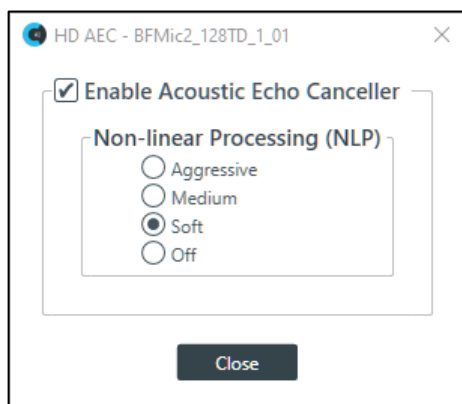 HD AEC - BFMic2_128TD_1_01
Enable Acoustic Echo Canceller
Non-linear Processing (NLP)
Aggressive
Medium
Soft
Off
Close